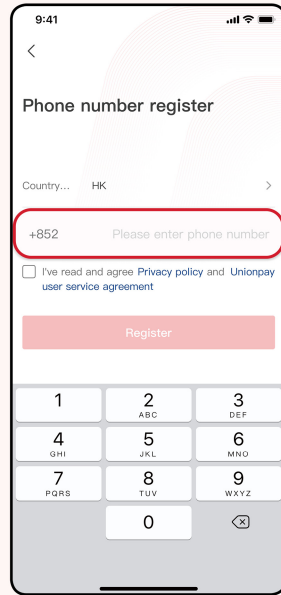 9:41
Phone number register
Country... HK
+852 Please enter phone number
I've read and agree Privacy policy and Unionpay
user service agreement
Register
1 2 3
ABC DEF
4 5 6
GHI JKL MNO
7 8 9
PQRS TUV WXYZ
0